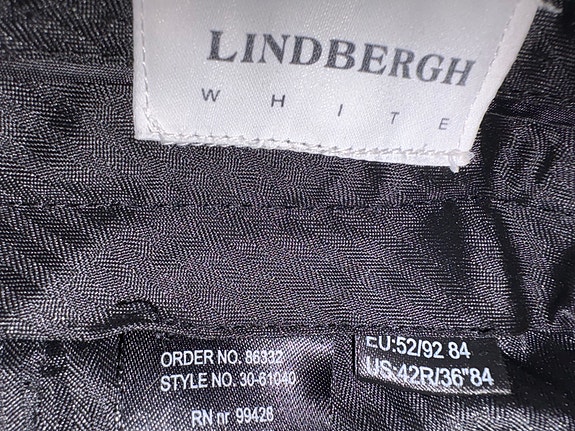 LINDBERGH
WHITE
ORDER NO. 86332
STYLE NO. 30-61040
RN nr 99426
EU:52/92 84
US:42R/36"84